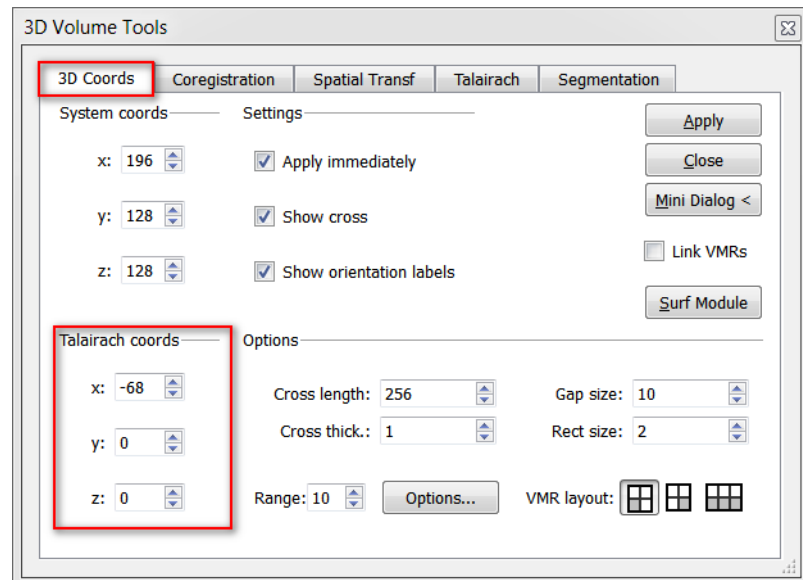 3D Volume Tools
3D Coords Coregistration Spatial Transf Talairach Segmentation
System coords Settings
x: 196 Apply immediately
y: 128 Show cross
z: 128 Show orientation labels
Apply
Close
Mini Dialog <
Link VMRs
Surf Module
Talairach coords Options
x: -68
y: 0
z: 0
Cross length: 256 Gap size: 10
Cross thick.: 1 Rect size: 2
Range: 10 Options... VMR layout: